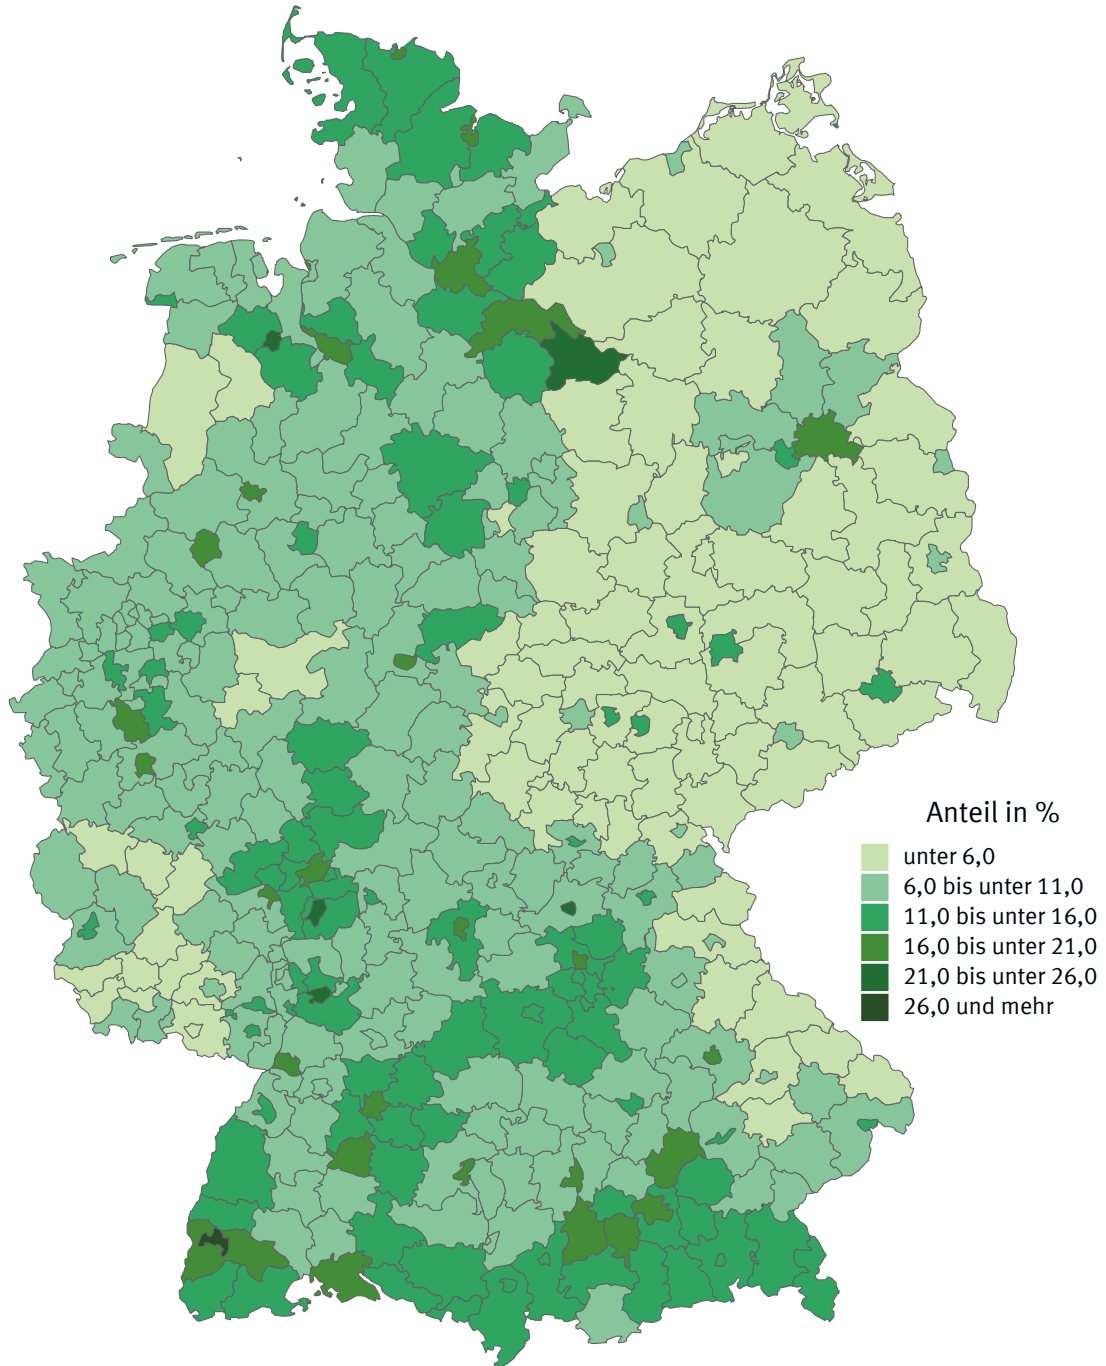 Anteil in %
unter 6,0
6,0 bis unter 11,0
11,0 bis unter 16,0
16,0 bis unter 21,0
21,0 bis unter 26,0
26,0 und mehr